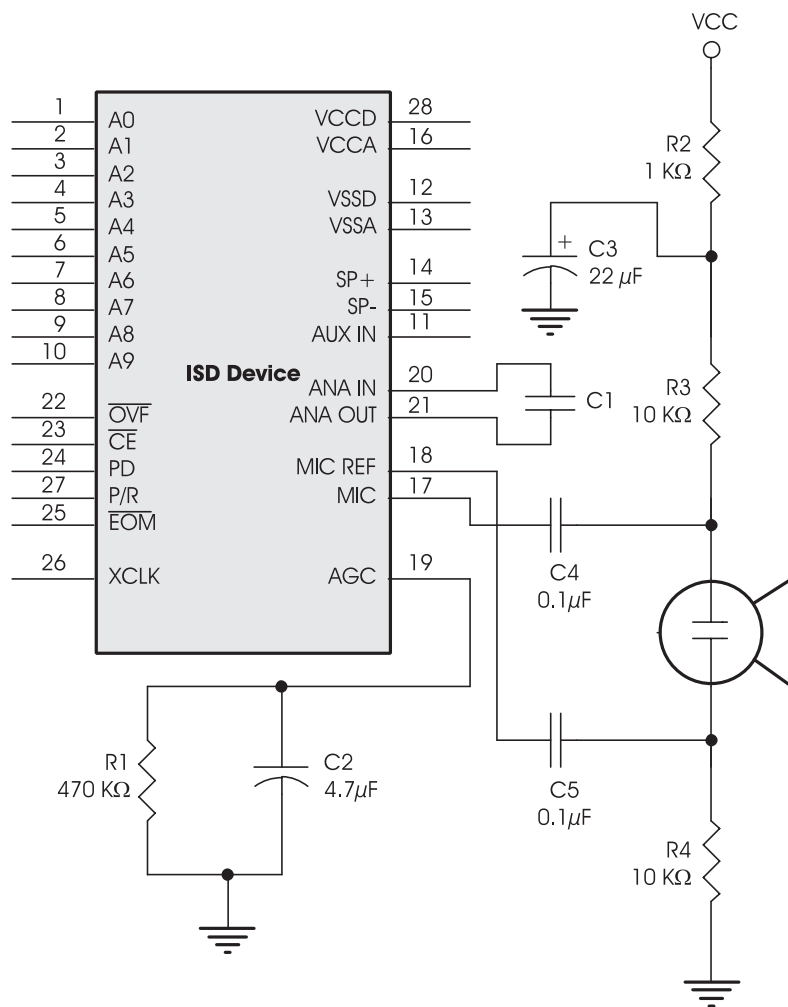 VCC
1 A0 VCCD 28
2 A1 VCCA 16
3 A2
4 A3 VSSD 12
5 A4 VSSA 13
6 A5
7 A6 SP+ 14
8 A7 SP- 15
9 A8 AUX IN 11
10 A9
ISD Device
ANA IN 20
22 OVF ANA OUT 21
23 CE
24 PD MIC REF 18
27 P/R MIC 17
25 EOM
26 XCLK AGC 19
R2
1 KΩ
+ C3
22 µF
C1
R3
10 KΩ
C4
0.1µF
R1
470 KΩ
C2
4.7µF
C5
0.1µF
R4
10 KΩ